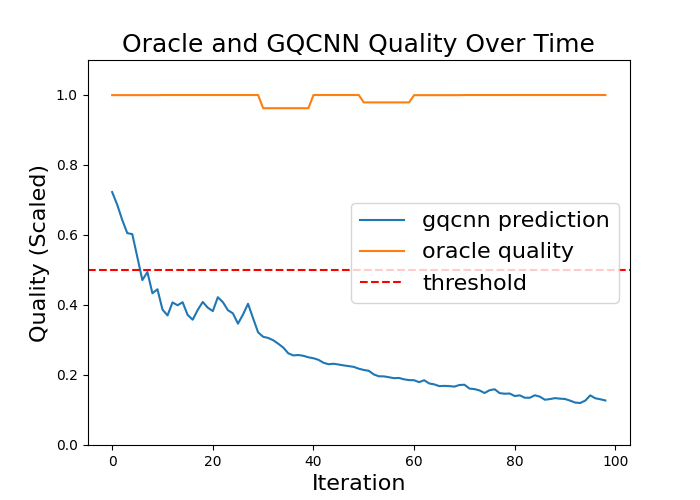 Oracle and GQCNN Quality Over Time
Quality (Scaled)
1.0
0.8
0.6
0.4
0.2
0.0
gqcnn prediction
oracle quality
threshold
0 20 40 60 80 100
Iteration